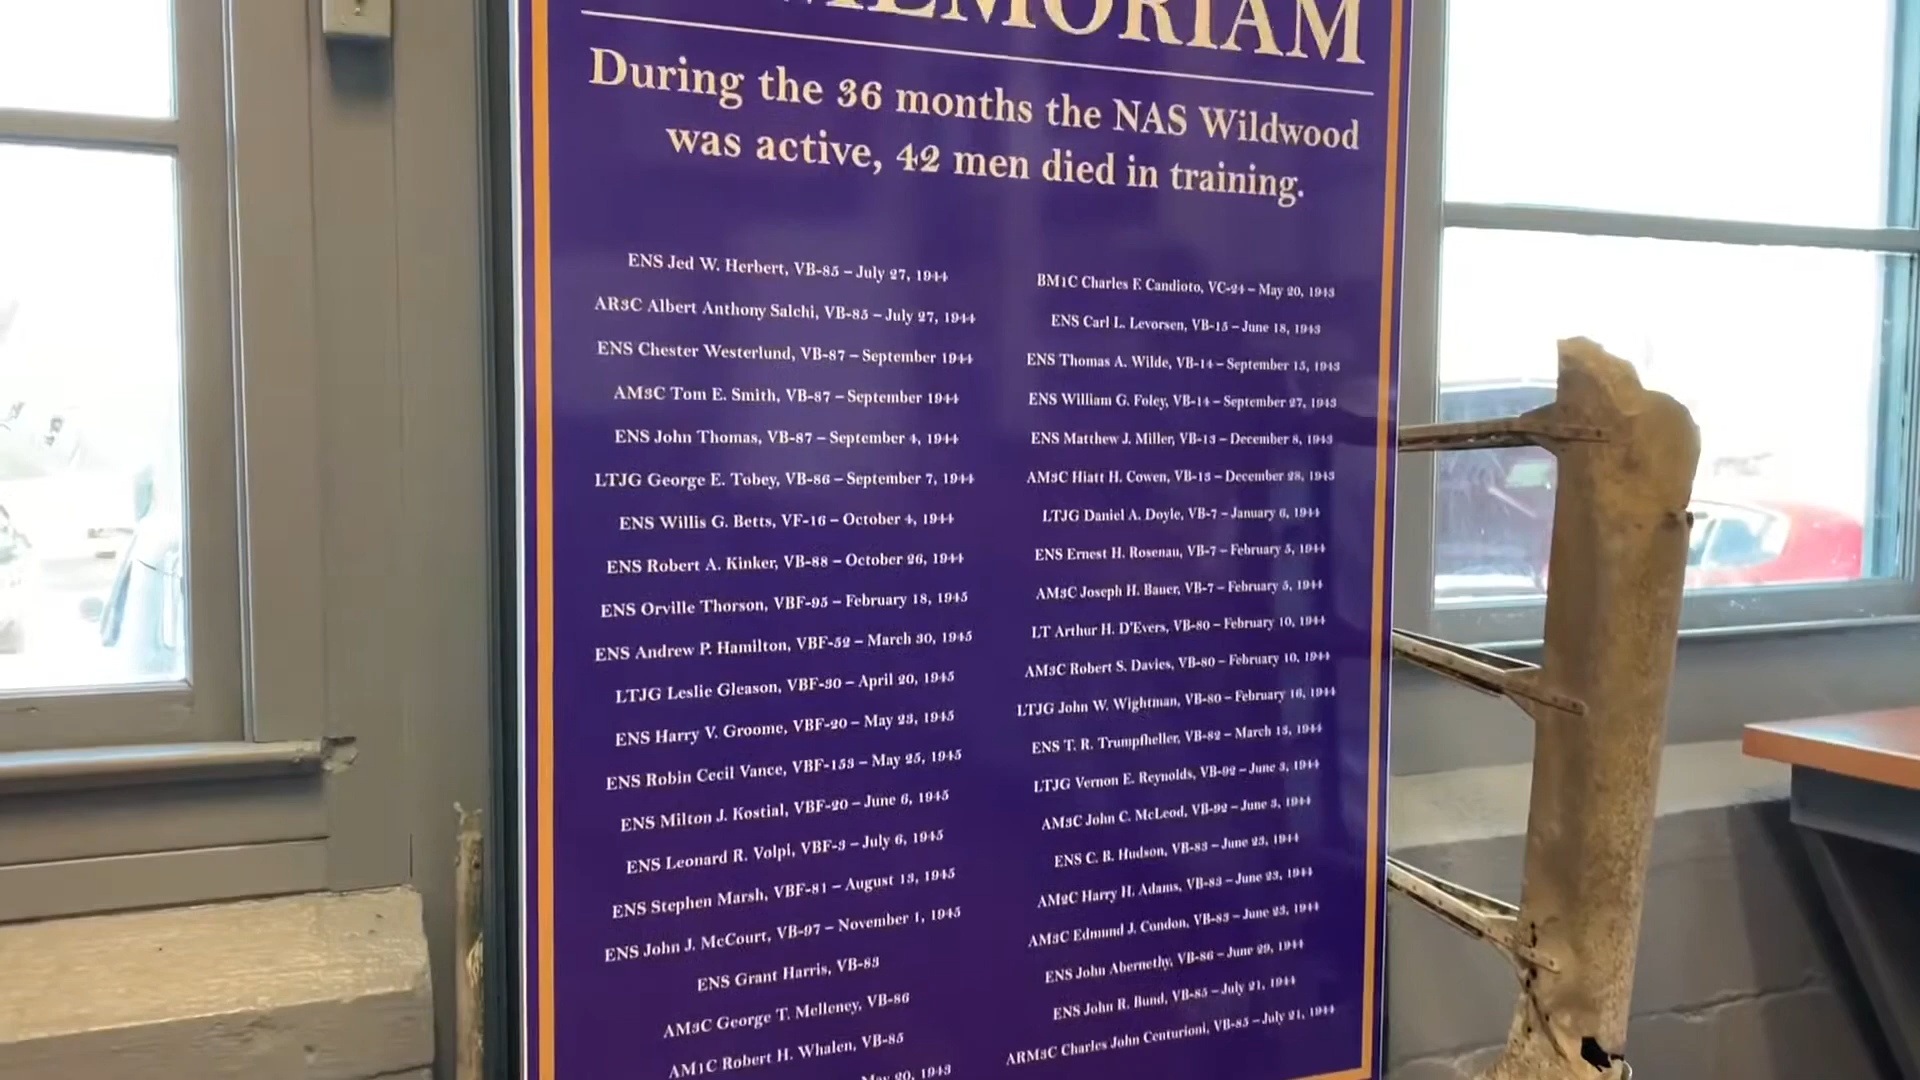 MEMORIAM
During the 36 months the NAS Wildwood
was active, 42 men died in training.
ENS Jed W. Herbert, VB-85 – July 27, 1944
AR3C Albert Anthony Salchi, VB-85 – July 27, 1944
ENS Chester Westerlund, VB-87 – September 1944
AM3C Tom E. Smith, VB-87 – September 1944
ENS John Thomas, VB-87 – September 4, 1944
LTJG George E. Tobey, VB-86 – September 7, 1944
ENS Willis G. Betts, VF-16 – October 4, 1944
ENS Robert A. Kinker, VB-88 – October 26, 1944
ENS Orville Thorson, VBF-95 – February 18, 1945
ENS Andrew P. Hamilton, VBF-52 – March 30, 1945
LTJG Leslie Gleason, VBF-30 – April 20, 1945
ENS Harry V. Groome, VBF-20 – May 23, 1945
ENS Robin Cecil Vance, VBF-153 – May 25, 1945
ENS Milton J. Kostial, VBF-20 – June 6, 1945
ENS Leonard R. Volpi, VBF-3 – July 6, 1945
ENS Stephen Marsh, VBF-81 – August 13, 1945
ENS John J. McCourt, VB-97 – November 1, 1945
ENS Grant Harris, VB-83
AM3C George T. Melloney, VB-86
AM1C Robert H. Whalen, VB-85
May 20, 1943
BM1C Charles F. Candioto, VC-24 – May 20, 1943
ENS Carl L. Levorsen, VB-15 – June 18, 1943
ENS Thomas A. Wilde, VB-14 – September 15, 1943
ENS William G. Foley, VB-14 – September 27, 1943
ENS Matthew J. Miller, VB-13 – December 8, 1943
AM3C Hiatt H. Cowen, VB-13 – December 28, 1943
LTJG Daniel A. Doyle, VB-7 – January 6, 1944
ENS Ernest H. Rosenau, VB-7 – February 5, 1944
AM3C Joseph H. Bauer, VB-7 – February 5, 1944
LT Arthur H. D'Evers, VB-80 – February 10, 1944
AM3C Robert S. Davies, VB-80 – February 10, 1944
LTJG John W. Wightman, VB-80 – February 16, 1944
ENS T. R. Trumpfheller, VB-82 – March 15, 1944
LTJG Vernon E. Reynolds, VB-92 – June 3, 1944
AM3C John C. McLeod, VB-92 – June 3, 1944
ENS C. B. Hudson, VB-83 – June 23, 1944
AM2C Harry H. Adams, VB-83 – June 23, 1944
AM3C Edmund J. Condon, VB-83 – June 23, 1944
ENS John Abernethy, VB-86 – June 29, 1944
ENS John R. Bund, VB-85 – July 21, 1944
ARM3C Charles John Centurioni, VB-85 – July 21, 1944